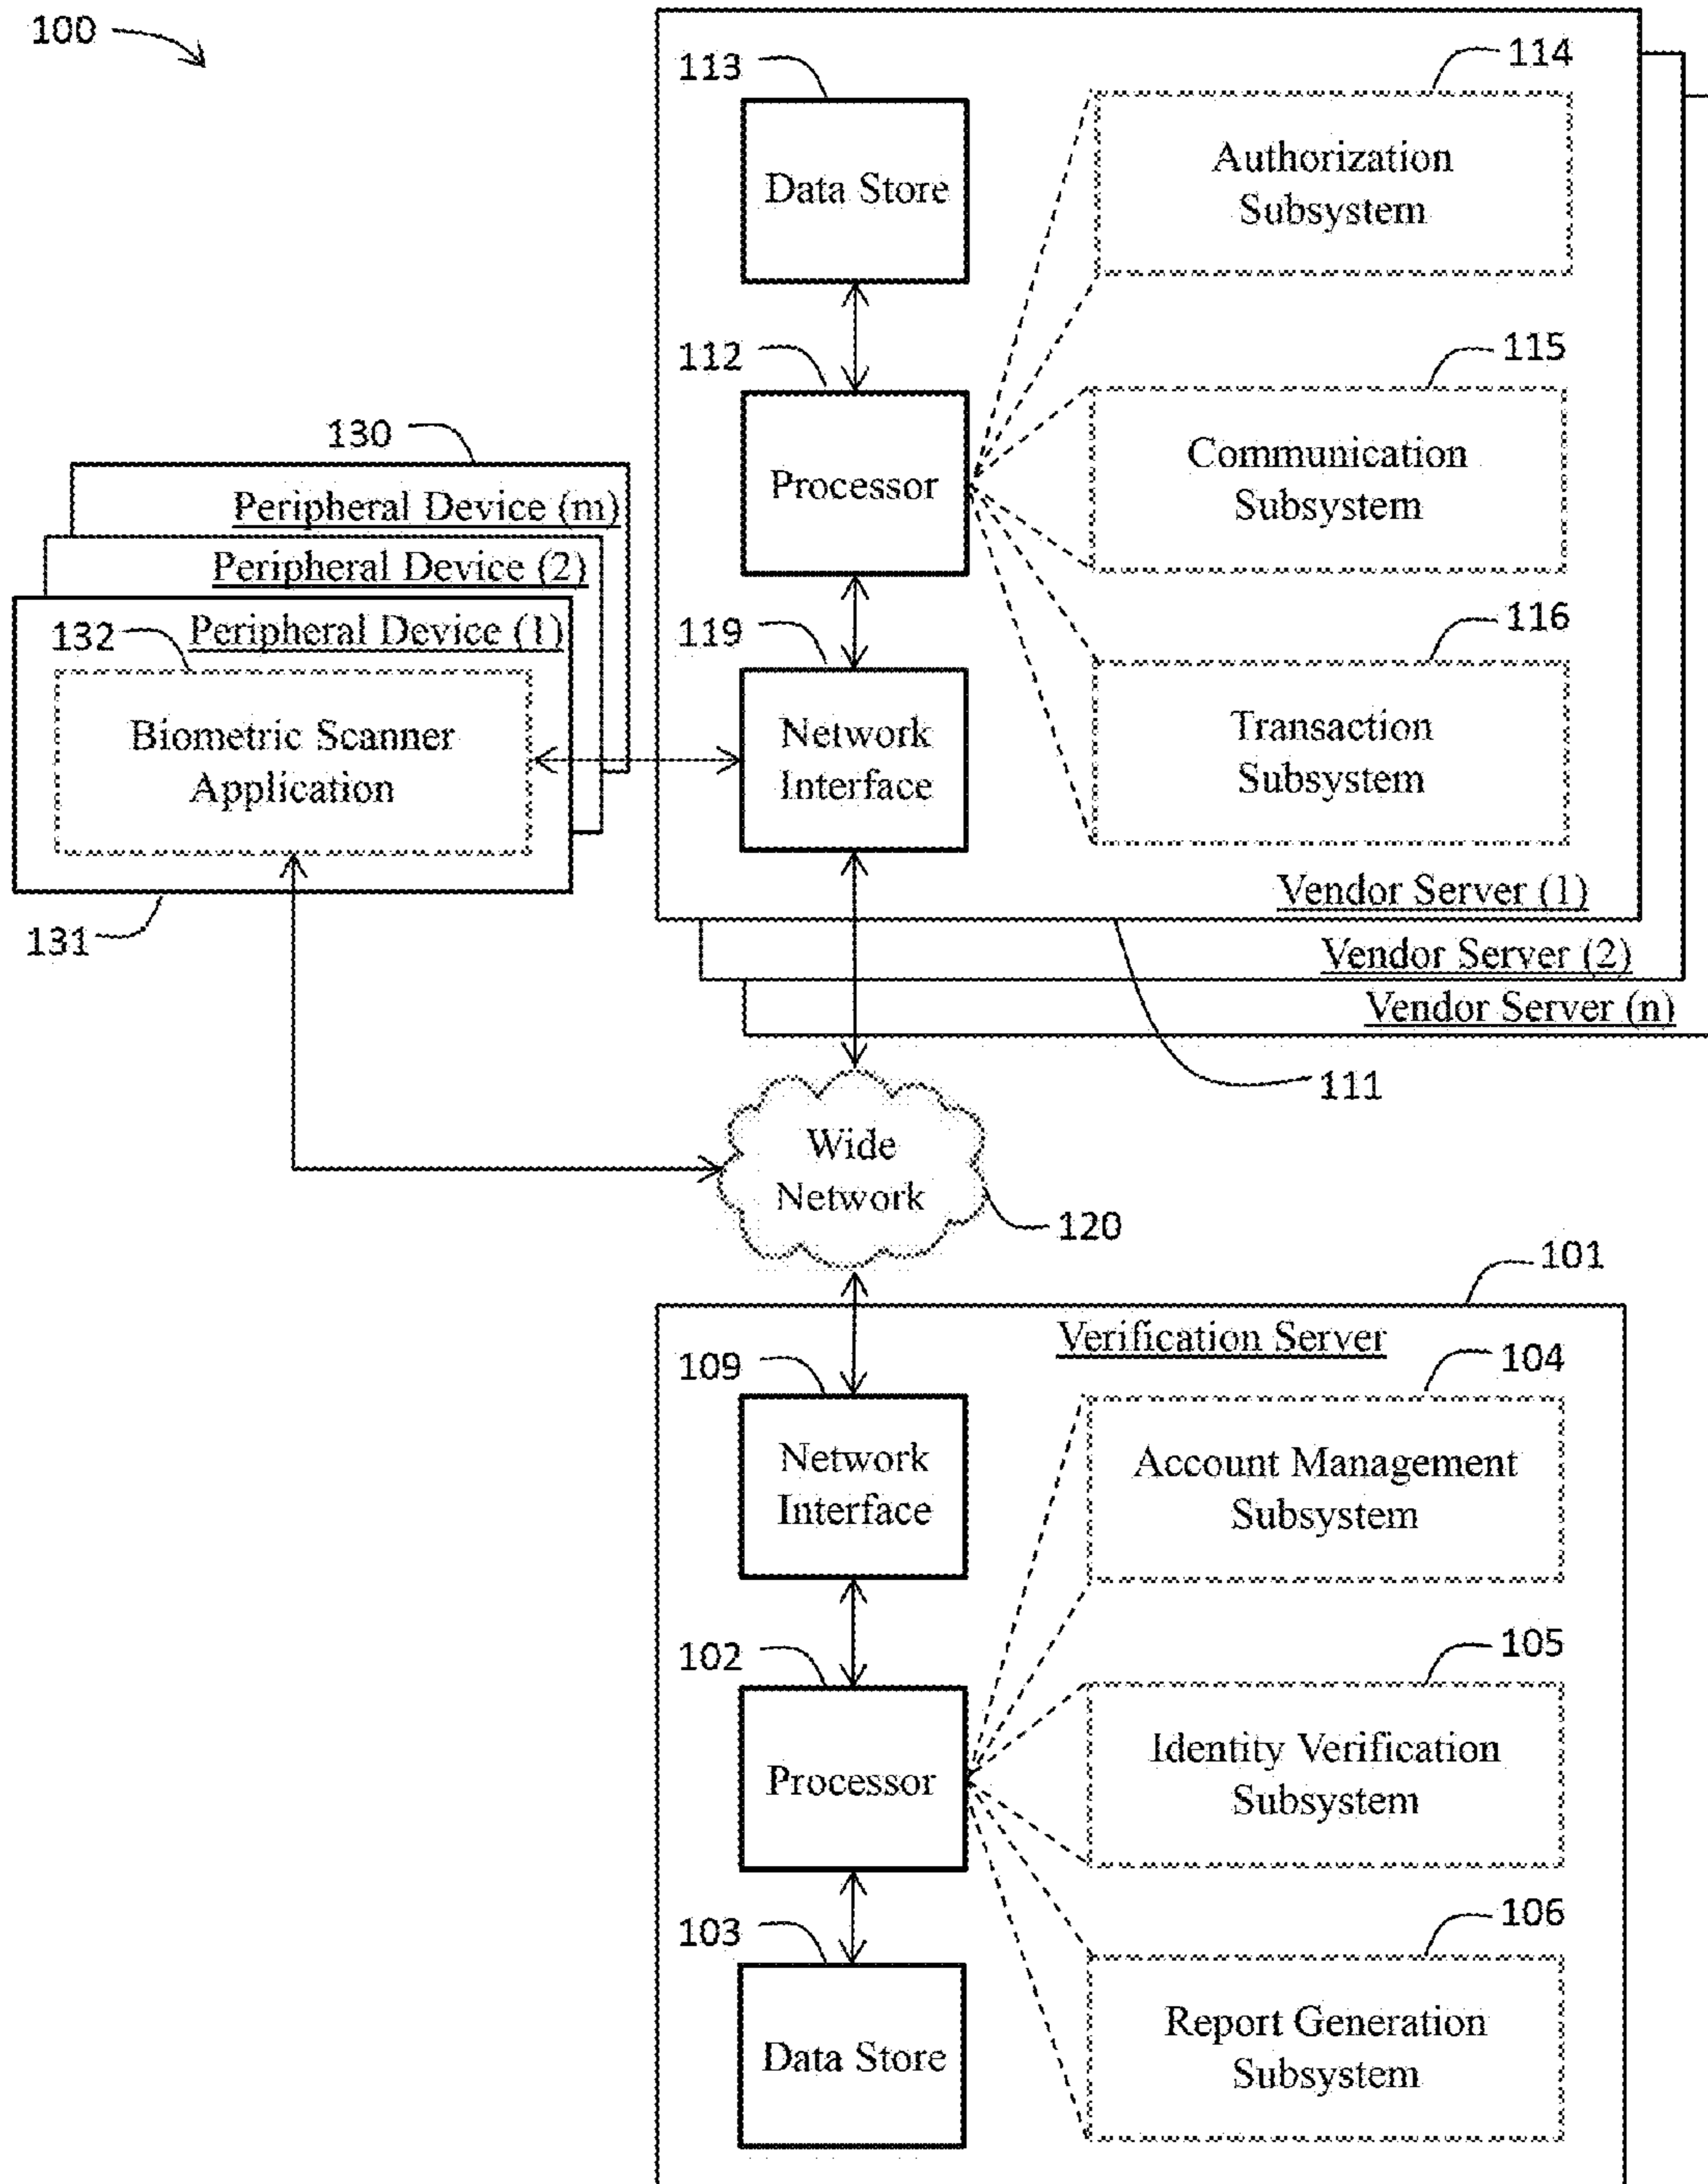 100
113
114
Data Store
Authorization
Subsystem
112
115
Processor
Communication
Subsystem
130
Peripheral Device (m)
Peripheral Device (2)
Peripheral Device (1)
132
Biometric Scanner
Application
131
119
116
Network
Interface
Transaction
Subsystem
Vendor Server (1)
Vendor Server (2)
Vendor Server (n)
111
Wide
Network
120
101
Verification Server
109
104
Network
Interface
Account Management
Subsystem
102
105
Processor
Identity Verification
Subsystem
103
106
Data Store
Report Generation
Subsystem